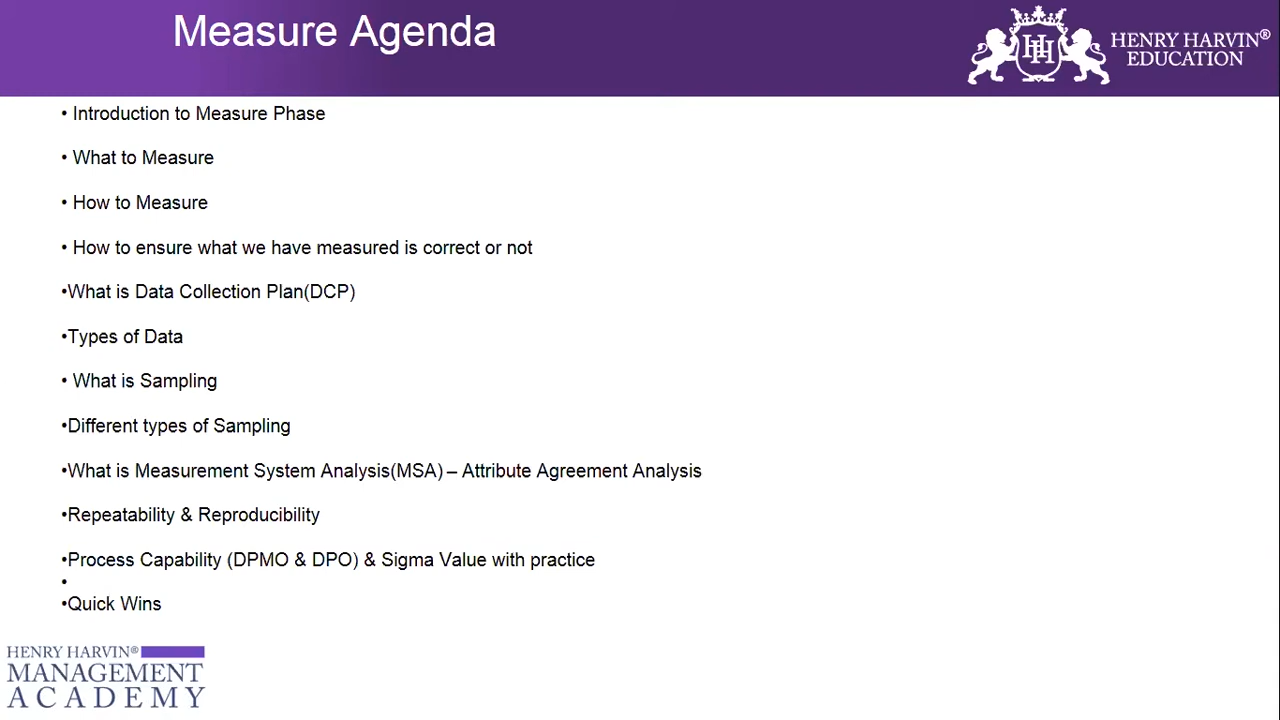 Measure Agenda
HENRY HARVIN®
EDUCATION
• Introduction to Measure Phase
• What to Measure
• How to Measure
• How to ensure what we have measured is correct or not
•What is Data Collection Plan(DCP)
•Types of Data
• What is Sampling
•Different types of Sampling
•What is Measurement System Analysis(MSA) – Attribute Agreement Analysis
•Repeatability & Reproducibility
•Process Capability (DPMO & DPO) & Sigma Value with practice
•
•Quick Wins
HENRY HARVIN®
MANAGEMENT
ACADEMY